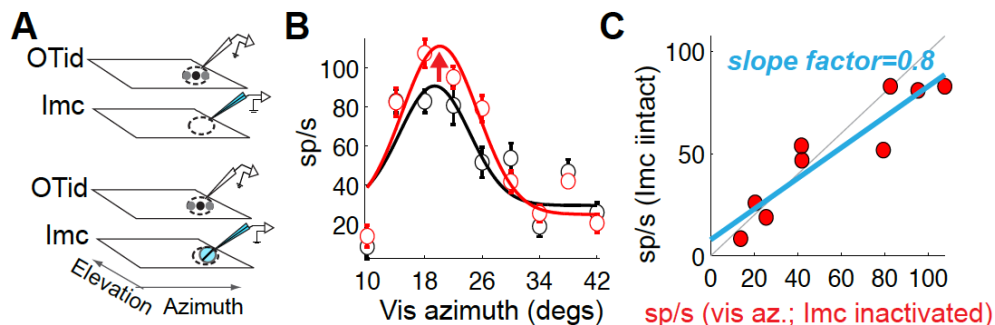 A
OTid
Imc
OTid
Imc
Elevation
Azimuth
B
sp/s
100
80
60
40
20
10
18
26
34
42
Vis azimuth (degs)
C
slope factor=0.8
sp/s (Imc iintact)
100
50
0
0
20
40
60
80
100
sp/s (vis az.; Imc inactivated)